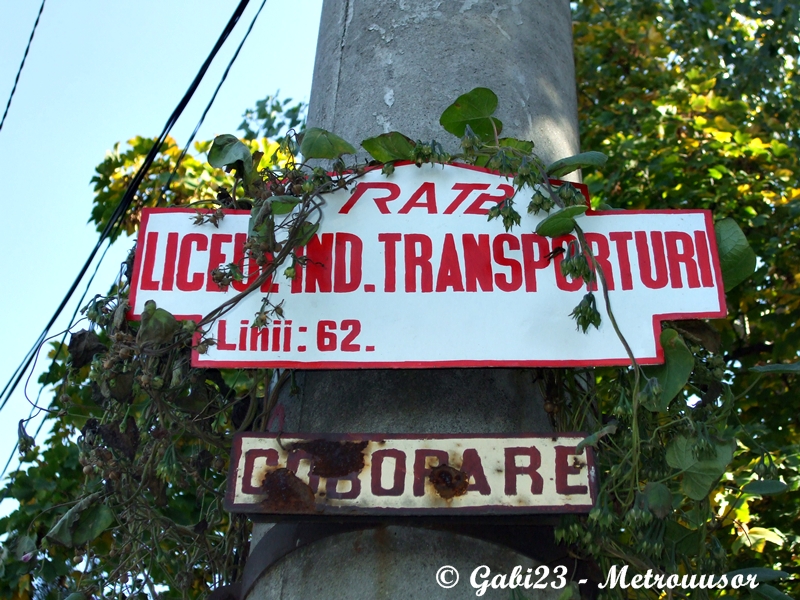 RATB
LICEUL IND. TRANSPORTURI
Linii: 62.
COBORARE
© Gabi23 - Metrouusor